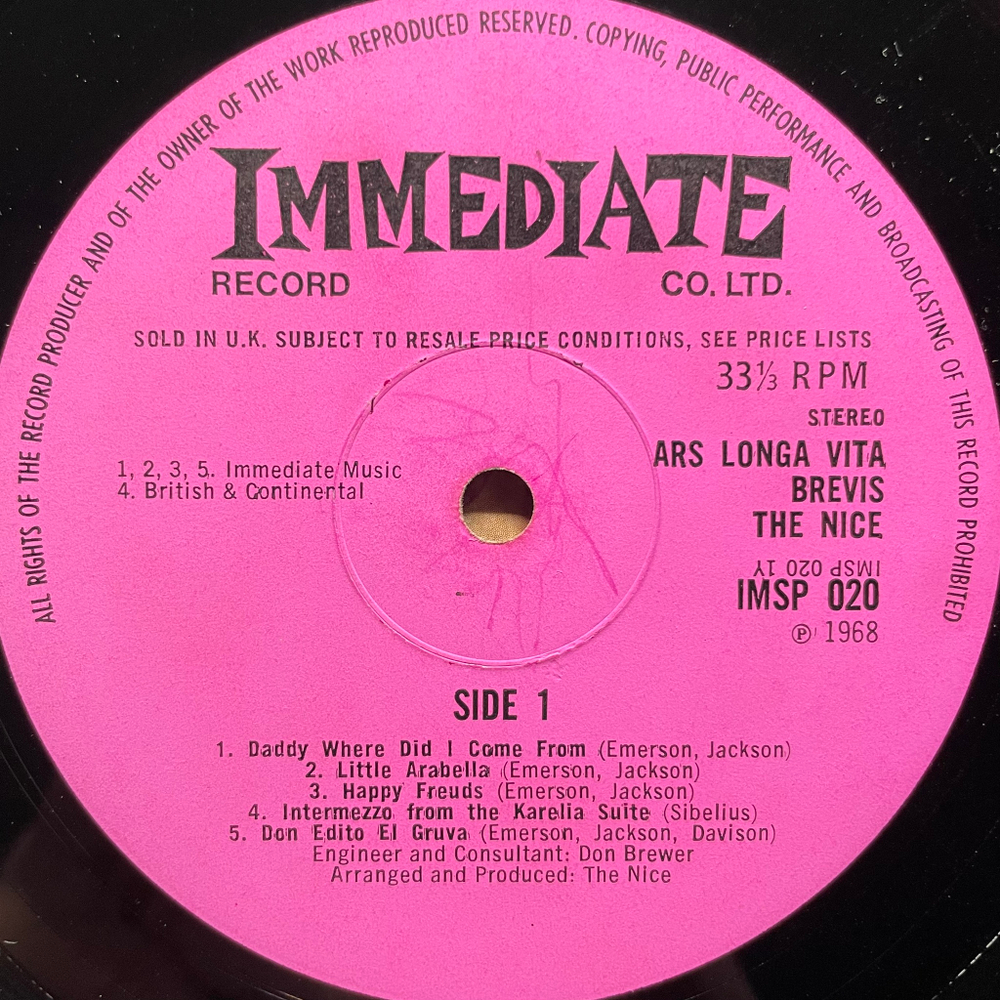 ALL RIGHTS OF THE RECORD PRODUCER AND OF THE OWNER OF THE WORK REPRODUCED RESERVED. COPYING, PUBLIC PERFORMANCE AND BROADCASTING OF THIS RECORD PROHIBITED
IMMEDIATE
RECORD CO. LTD.
SOLD IN U.K. SUBJECT TO RESALE PRICE CONDITIONS, SEE PRICE LISTS
33⅓ RPM
STEREO
1, 2, 3, 5. Immediate Music
4. British & Continental
ARS LONGA VITA
BREVIS
THE NICE
IMSP 020 1Y
IMSP 020
℗ 1968
SIDE 1
1. Daddy Where Did I Come From (Emerson, Jackson)
2. Little Arabella (Emerson, Jackson)
3. Happy Freuds (Emerson, Jackson)
4. Intermezzo from the Karelia Suite (Sibelius)
5. Don Edito El Gruva (Emerson, Jackson, Davison)
Engineer and Consultant: Don Brewer
Arranged and Produced: The Nice